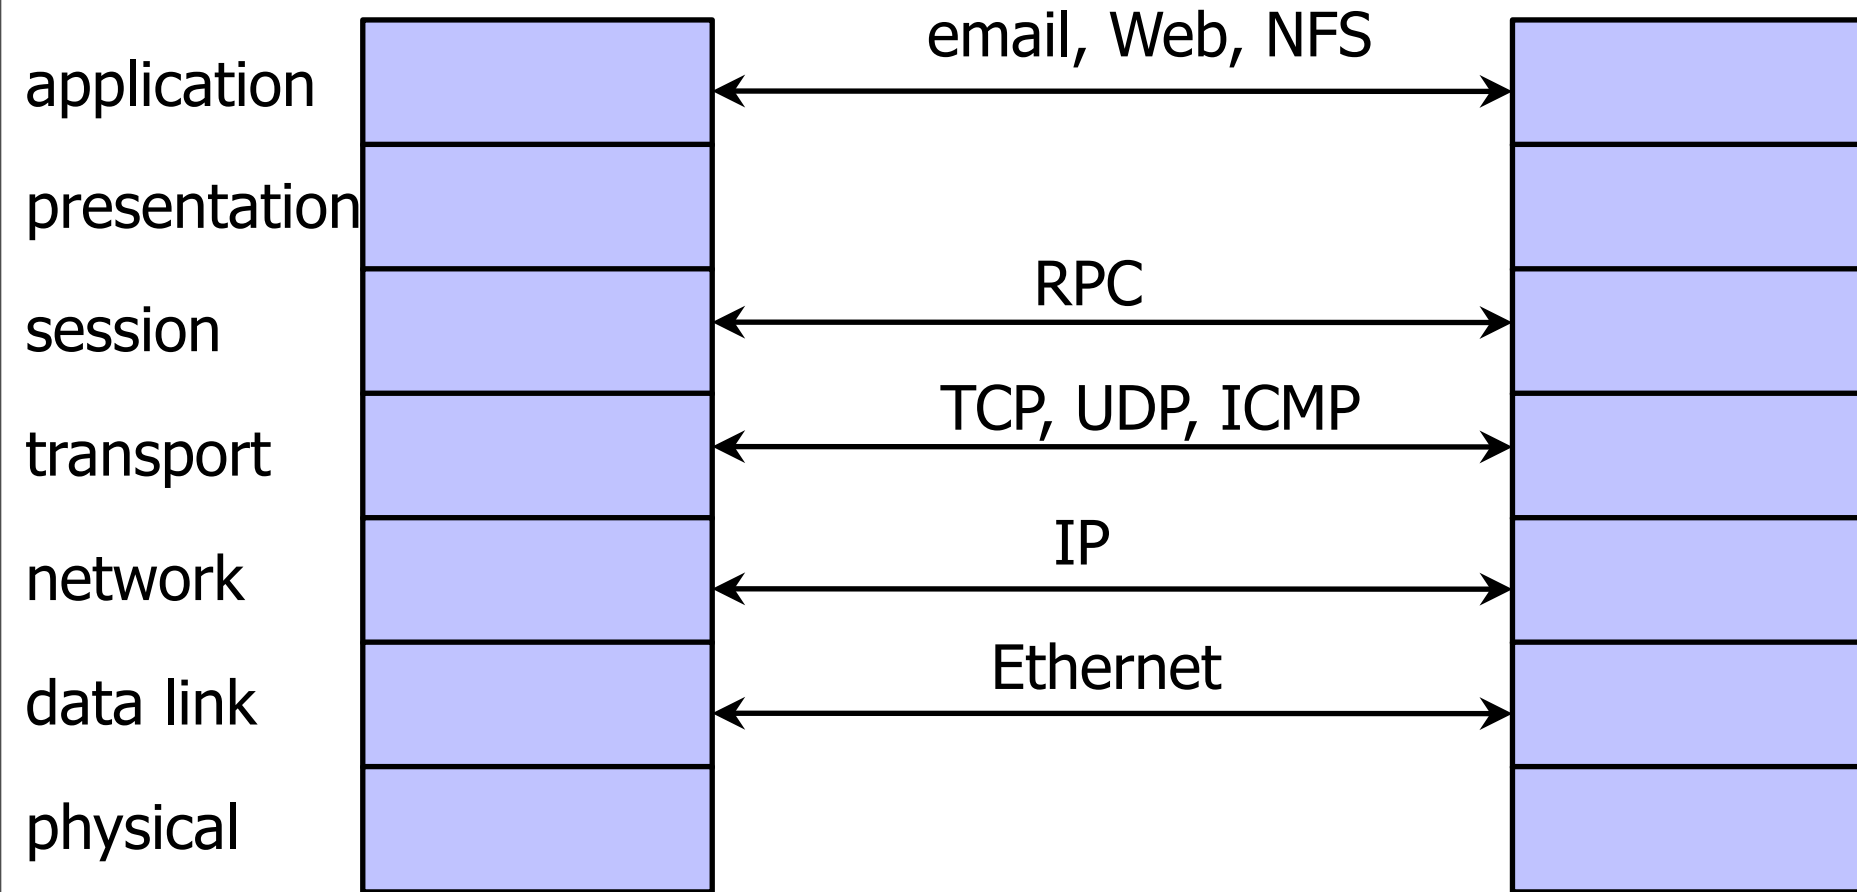 email, Web, NFS
application
presentation
RPC
session
TCP, UDP, ICMP
transport
IP
network
Ethernet
data link
physical